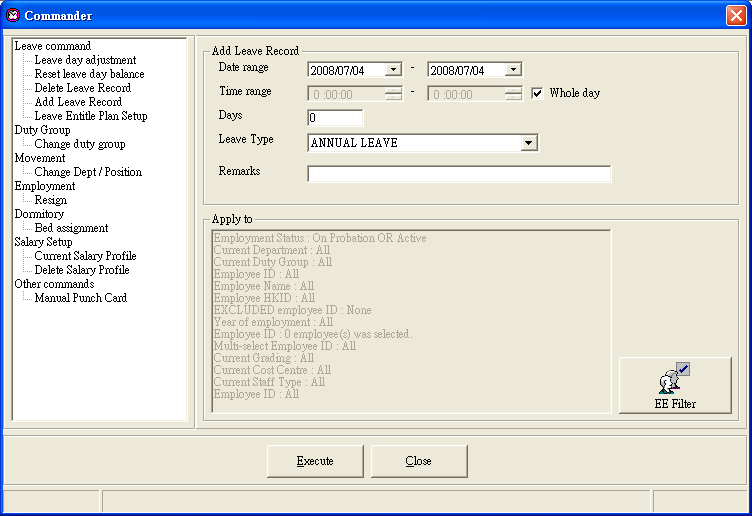 Commander
Leave command
Leave day adjustment
Reset leave day balance
Delete Leave Record
Add Leave Record
Leave Entitle Plan Setup
Duty Group
Change duty group
Movement
Change Dept / Position
Employment
Resign
Dormitory
Bed assignment
Salary Setup
Current Salary Profile
Delete Salary Profile
Other commands
Manual Punch Card
Add Leave Record
Date range 2008/07/04 - 2008/07/04
Time range 0 :00:00 - 0 :00:00 Whole day
Days 0
Leave Type ANNUAL LEAVE
Remarks
Apply to
Employment Status : On Probation OR Active
Current Department : All
Current Duty Group : All
Employee ID : All
Employee Name : All
Employee HKID : All
EXCLUDED employee ID : None
Year of employment : All
Employee ID : 0 employee(s) was selected.
Multi-select Employee ID : All
Current Grading : All
Current Cost Centre : All
Current Staff Type : All
Employee ID : All
EE Filter
Execute Close